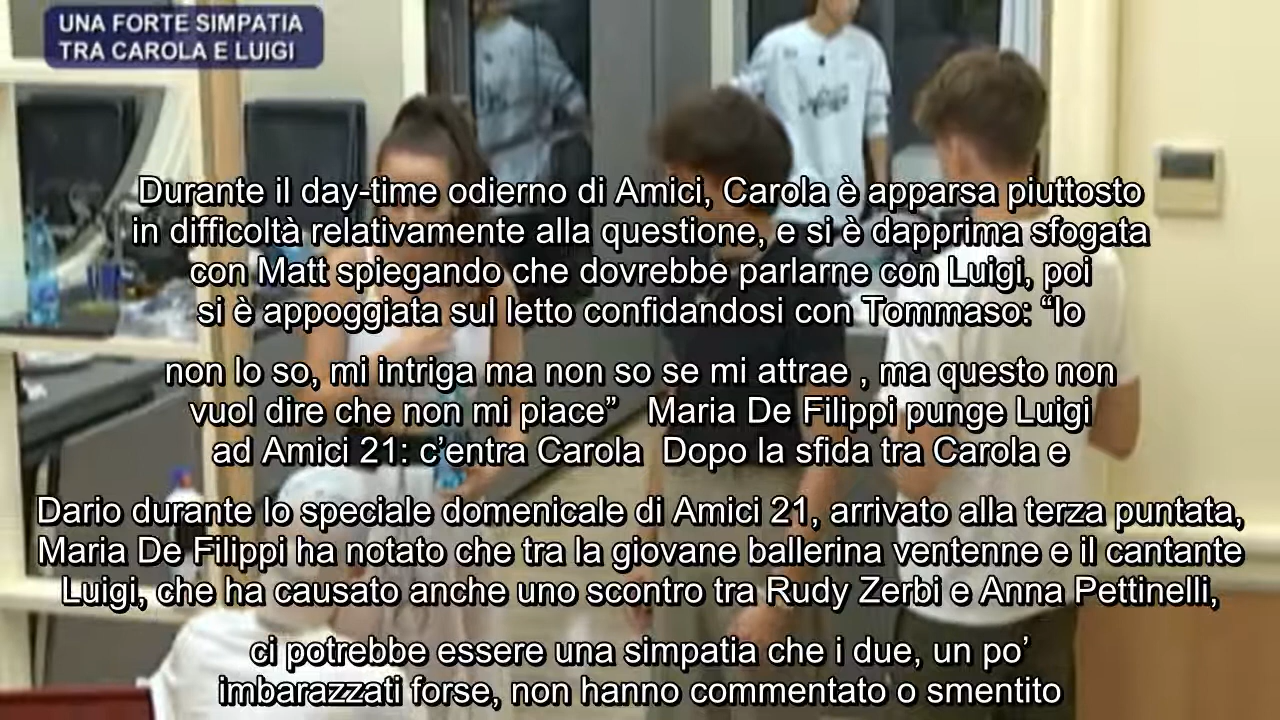 UNA FORTE SIMPATIA
TRA CAROLA E LUIGI
Durante il day-time odierno di Amici, Carola è apparsa piuttosto
in difficoltà relativamente alla questione, e si è dapprima sfogata
con Matt spiegando che dovrebbe parlarne con Luigi, poi
si è appoggiata sul letto confidandosi con Tommaso: “Io
non lo so, mi intriga ma non so se mi attrae , ma questo non
vuol dire che non mi piace”   Maria De Filippi punge Luigi
ad Amici 21: c’entra Carola  Dopo la sfida tra Carola e
Dario durante lo speciale domenicale di Amici 21, arrivato alla terza puntata,
Maria De Filippi ha notato che tra la giovane ballerina ventenne e il cantante
Luigi, che ha causato anche uno scontro tra Rudy Zerbi e Anna Pettinelli,
ci potrebbe essere una simpatia che i due, un po’
imbarazzati forse, non hanno commentato o smentito